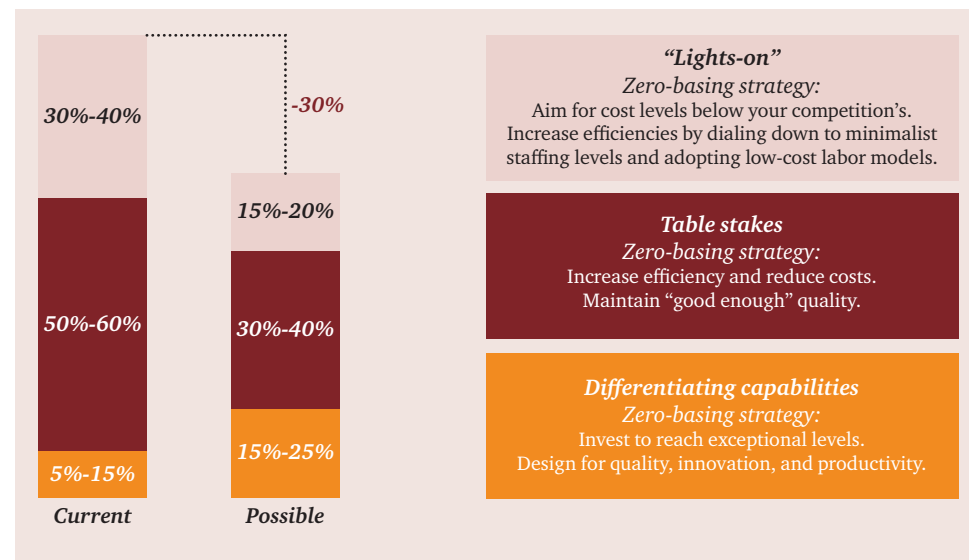 30%-40%
50%-60%
5%-15%
Current
-30%
15%-20%
30%-40%
15%-25%
Possible
“Lights-on”
Zero-basing strategy:
Aim for cost levels below your competition’s.
Increase efficiencies by dialing down to minimalist
staffing levels and adopting low-cost labor models.
Table stakes
Zero-basing strategy:
Increase efficiency and reduce costs.
Maintain “good enough” quality.
Differentiating capabilities
Zero-basing strategy:
Invest to reach exceptional levels.
Design for quality, innovation, and productivity.